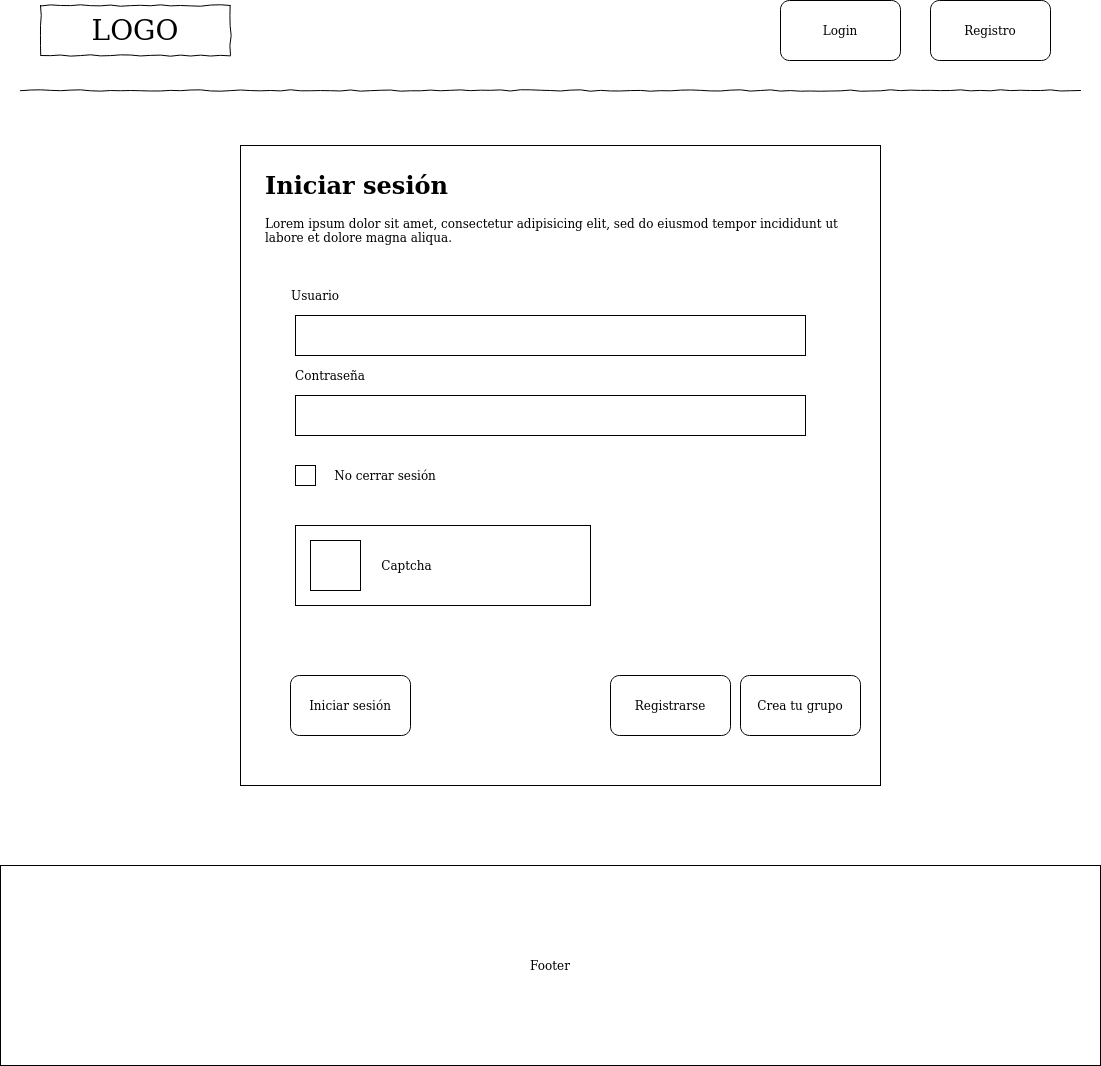 LOGO
Login
Registro
Iniciar sesión
Lorem ipsum dolor sit amet, consectetur adipisicing elit, sed do eiusmod tempor incididunt ut
labore et dolore magna aliqua.
Usuario
Contraseña
No cerrar sesión
Captcha
Iniciar sesión
Registrarse
Crea tu grupo
Footer